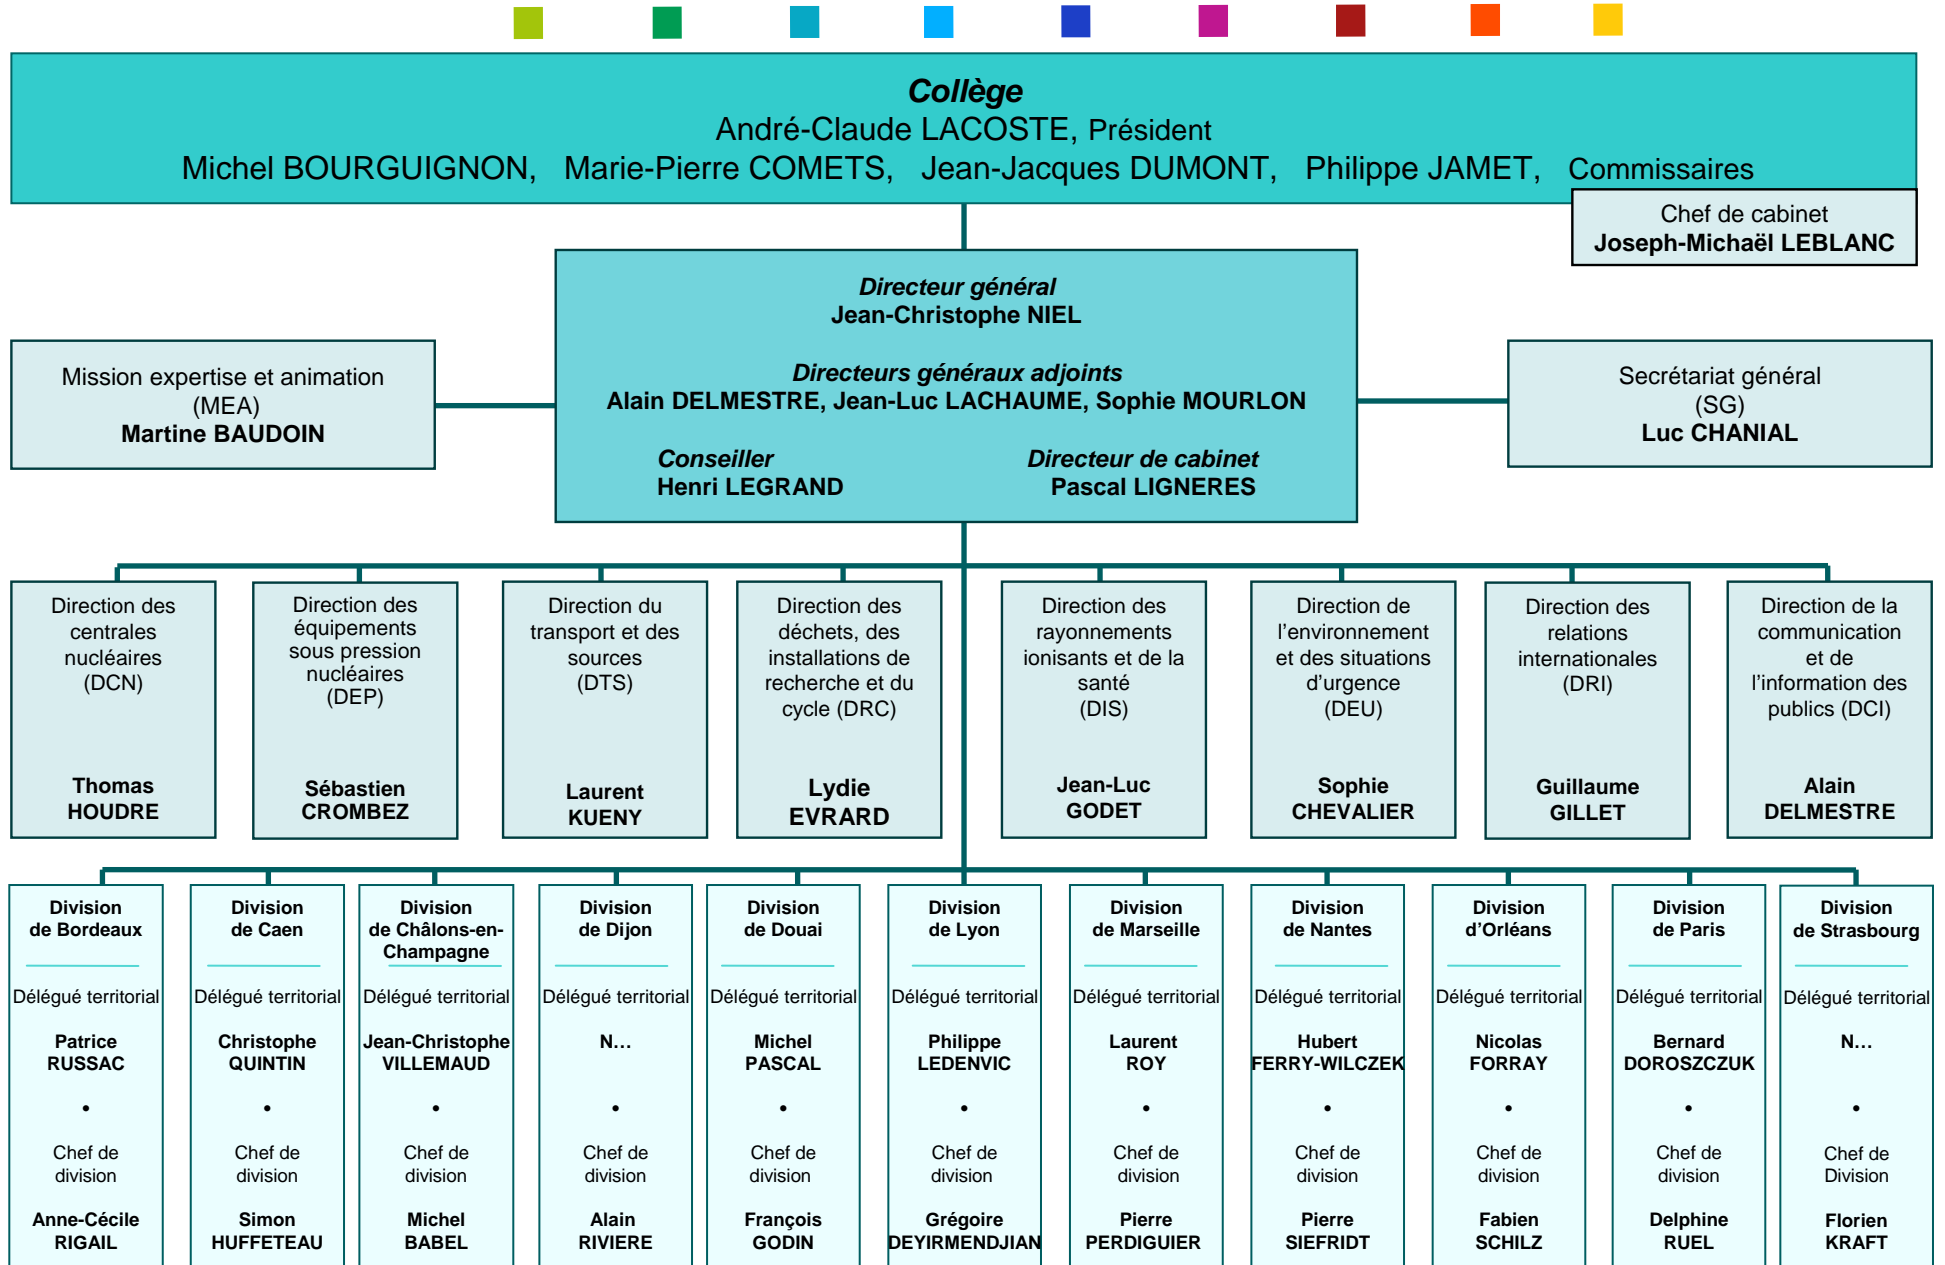 Collège
André-Claude LACOSTE, Président
Michel BOURGUIGNON, Marie-Pierre COMETS, Jean-Jacques DUMONT, Philippe JAMET, Commissaires
Chef de cabinet
Joseph-Michaël LEBLANC
Directeur général
Jean-Christophe NIEL
Directeurs généraux adjoints
Alain DELMESTRE, Jean-Luc LACHAUME, Sophie MOURLON
Conseiller
Henri LEGRAND
Directeur de cabinet
Pascal LIGNERES
Mission expertise et animation
(MEA)
Martine BAUDOIN
Secrétariat général
(SG)
Luc CHANIAL
Direction des
centrales
nucléaires
(DCN)
Thomas
HOUDRE
Direction des
équipements
sous pression
nucléaires
(DEP)
Sébastien
CROMBEZ
Direction du
transport et des
sources
(DTS)
Laurent
KUENY
Direction des
déchets, des
installations de
recherche et du
cycle (DRC)
Lydie
EVRARD
Direction des
rayonnements
ionisants et de la
santé
(DIS)
Jean-Luc
GODET
Direction de
l'environnement
et des situations
d'urgence
(DEU)
Sophie
CHEVALIER
Direction des
relations
internationales
(DRI)
Guillaume
GILLET
Direction de la
communication
et de
l'information des
publics (DCI)
Alain
DELMESTRE
Division
de Bordeaux
Délégué territorial
Patrice
RUSSAC
•
Chef de
division
Anne-Cécile
RIGAIL
Division
de Caen
Délégué territorial
Christophe
QUINTIN
•
Chef de
division
Simon
HUFFETEAU
Division
de Châlons-en-
Champagne
Délégué territorial
Jean-Christophe
VILLEMAUD
•
Chef de
division
Michel
BABEL
Division
de Dijon
Délégué territorial
N…
•
Chef de
division
Alain
RIVIERE
Division
de Douai
Délégué territorial
Michel
PASCAL
•
Chef de
division
François
GODIN
Division
de Lyon
Délégué territorial
Philippe
LEDENVIC
•
Chef de
division
Grégoire
DEYIRMENDJIAN
Division
de Marseille
Délégué territorial
Laurent
ROY
•
Chef de
division
Pierre
PERDIGUIER
Division
de Nantes
Délégué territorial
Hubert
FERRY-WILCZEK
•
Chef de
division
Pierre
SIEFRIDT
Division
d’Orléans
Délégué territorial
Nicolas
FORRAY
•
Chef de
division
Fabien
SCHILZ
Division
de Paris
Délégué territorial
Bernard
DOROSZCZUK
•
Chef de
division
Delphine
RUEL
Division
de Strasbourg
Délégué territorial
N…
•
Chef de
Division
Florien
KRAFT